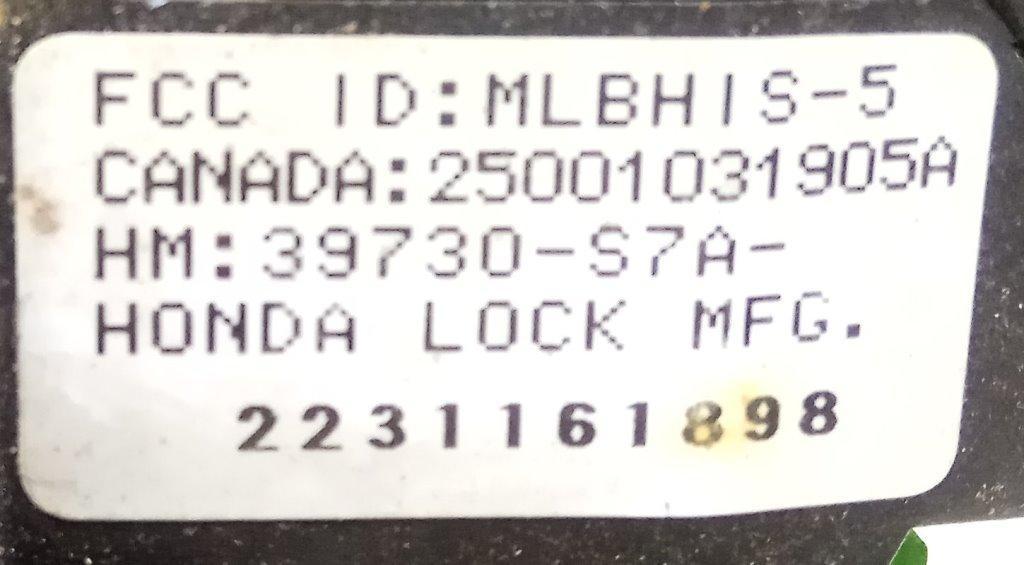 FCC ID:MLBHIS-5
CANADA:25001031905A
HM:39730-S7A-
HONDA LOCK MFG.
2231161898